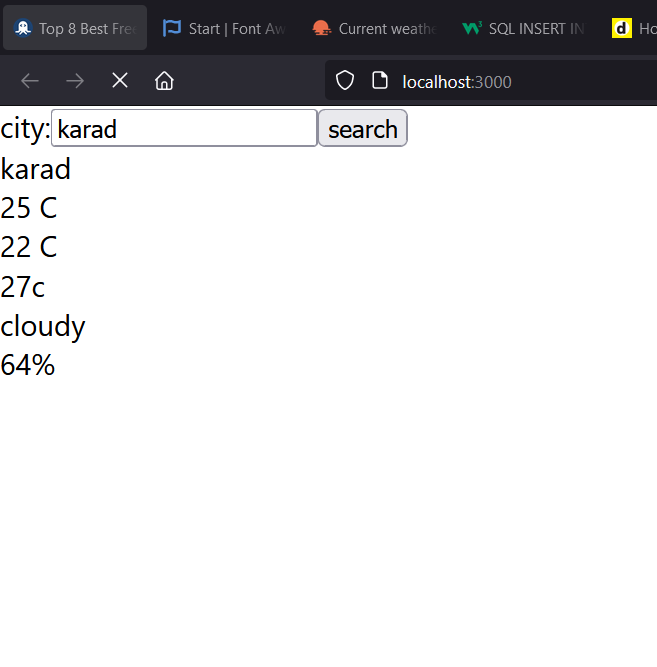 Top 8 Best Fre
Start | Font Aw
Current weathe
SQL INSERT IN
d
Ho
localhost:3000
city: karad search
karad
25 C
22 C
27c
cloudy
64%